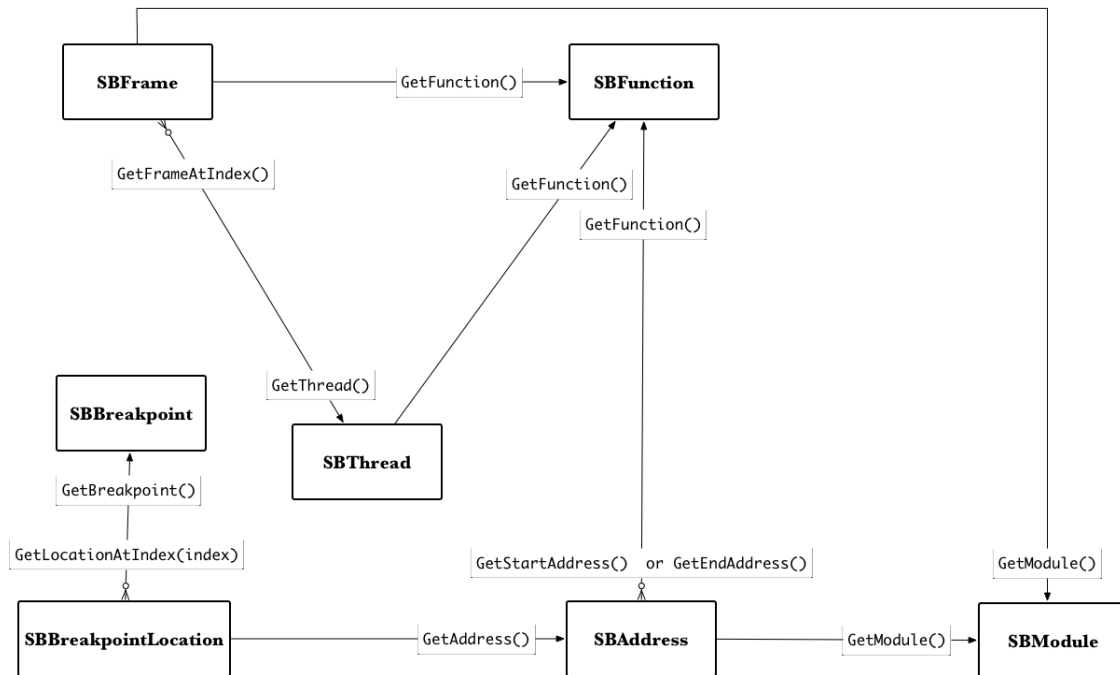 SBFrame
GetFunction()
SBFunction
GetFrameAtIndex()
GetFunction()
GetFunction()
GetThread()
SBBreakpoint
SBThread
GetBreakpoint()
GetLocationAtIndex(index)
GetStartAddress() or GetEndAddress()
GetModule()
SBBreakpointLocation
GetAddress()
SBAddress
GetModule()
SBModule